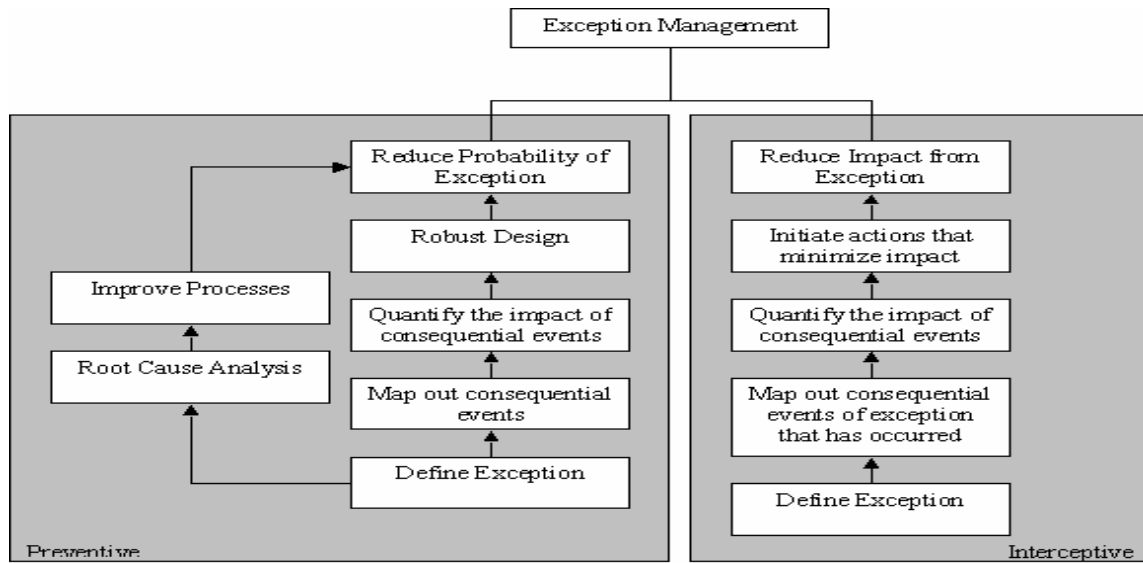 Exception Management
Reduce Probability of
Exception
Robust Design
Improve Processes
Quantify the impact of
consequential events
Root Cause Analysis
Map out consequential
events
Define Exception
Preventive
Reduce Impact from
Exception
Initiate actions that
minimize impact
Quantify the impact of
consequential events
Map out consequential
events of exception
that has occurred
Define Exception
Interceptive